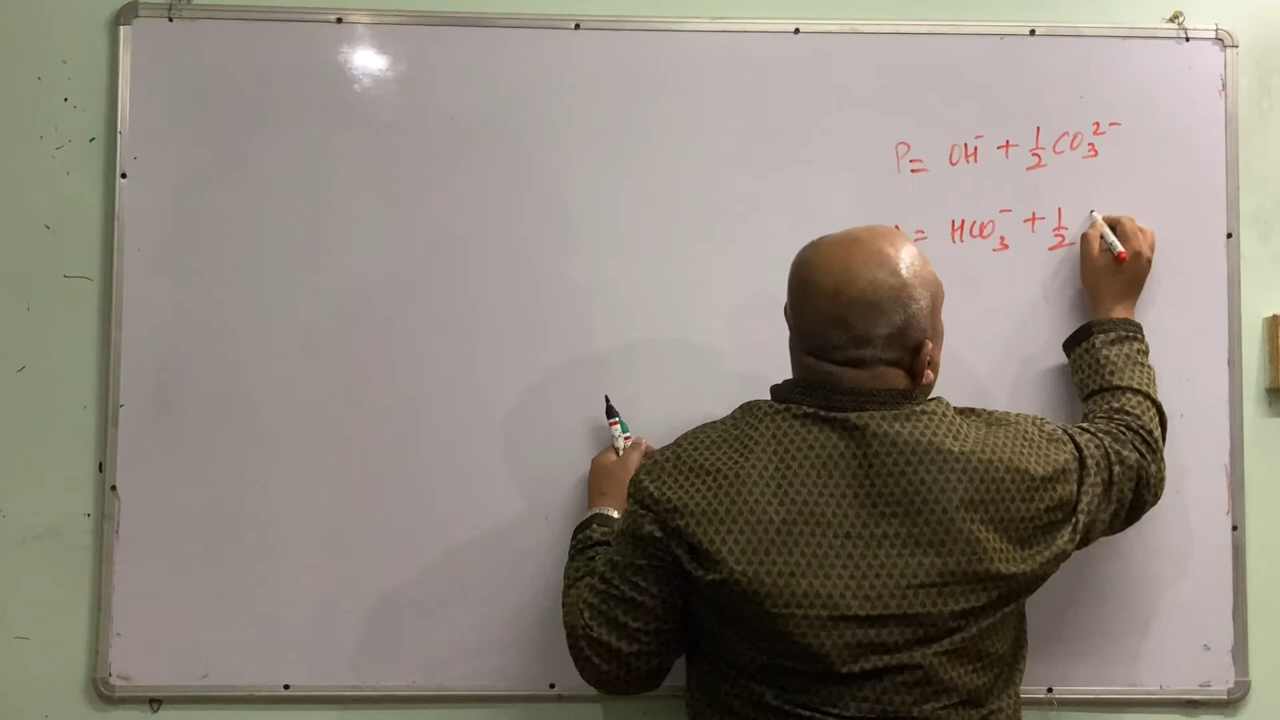 P = OH⁻ + ½ CO₃²⁻
= HCO₃⁻ + ½